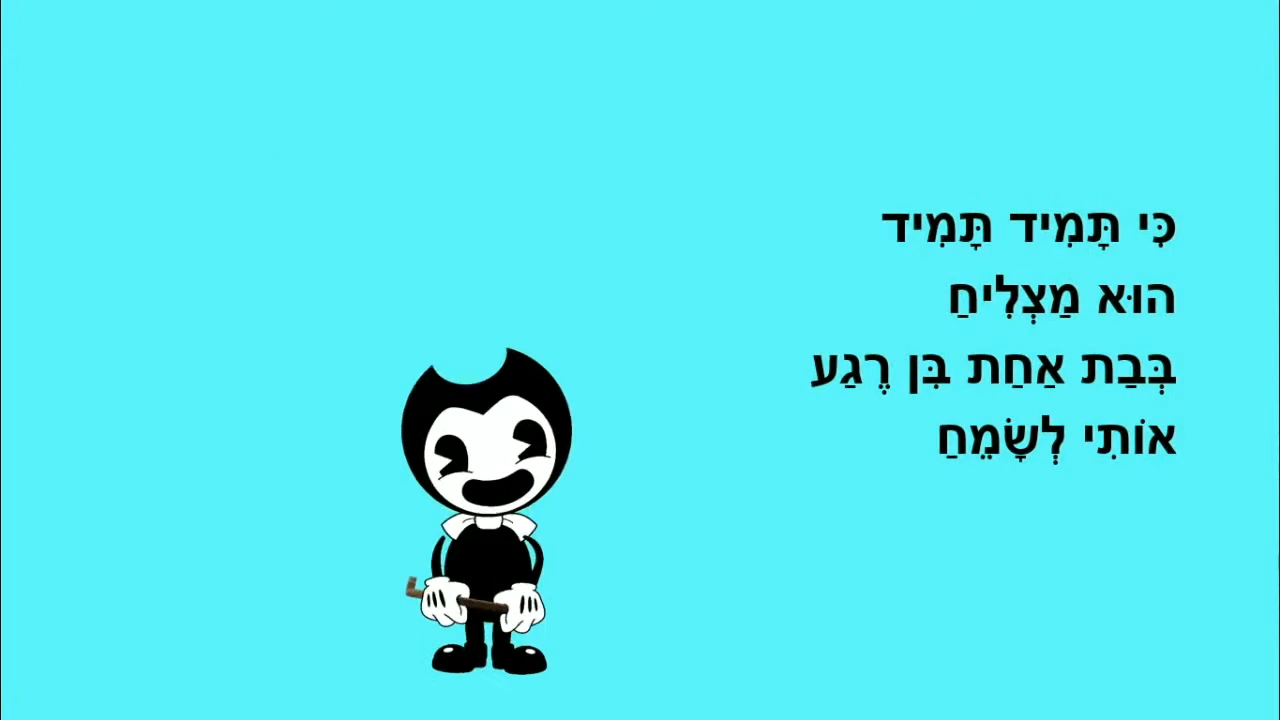 כִּי תָּמִיד תָּמִיד
הוּא מַצְלִיחַ
בְּבַת אַחַת בִּן רֶגַע
אוֹתִי לְשָׂמֵּחַ